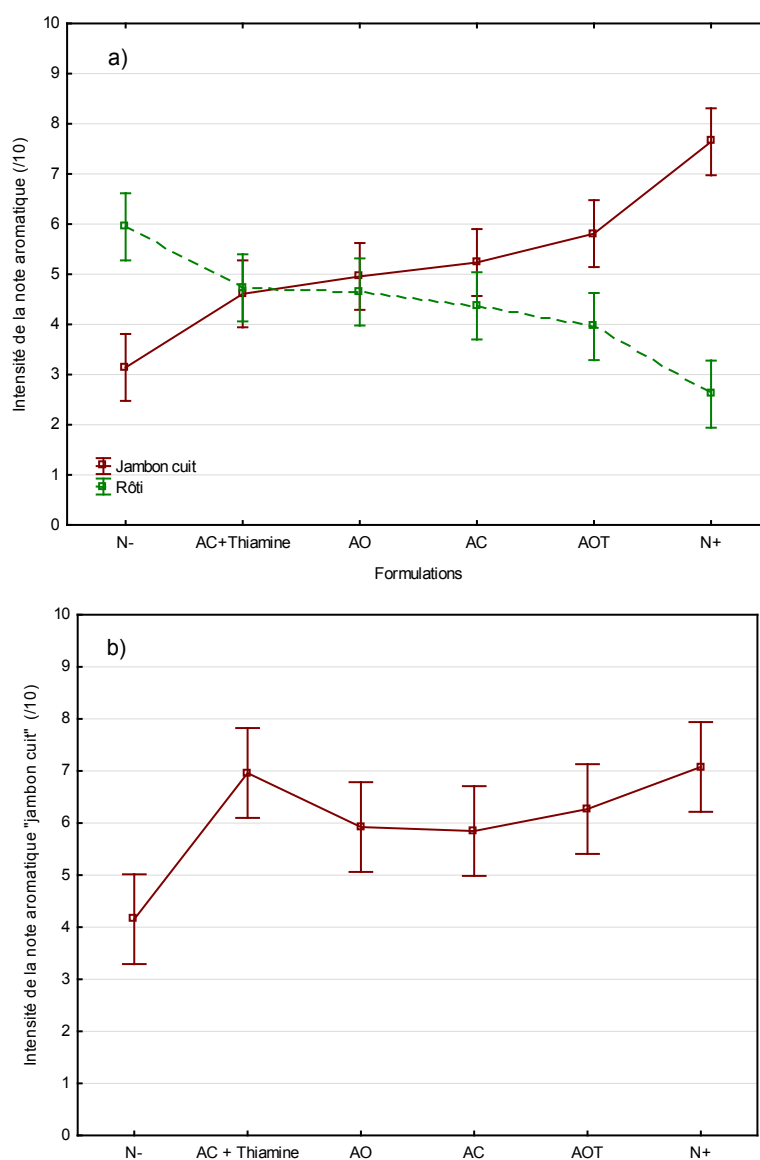 a)
Intensité de la note aromatique (/10)
10
9
8
7
6
5
4
3
2
1
0
Jambon cuit
Rôti
N- AC+Thiamine AO AC AOT N+
Formulations
b)
Intensité de la note aromatique "jambon cuit" (/10)
10
9
8
7
6
5
4
3
2
1
0
N- AC + Thiamine AO AC AOT N+